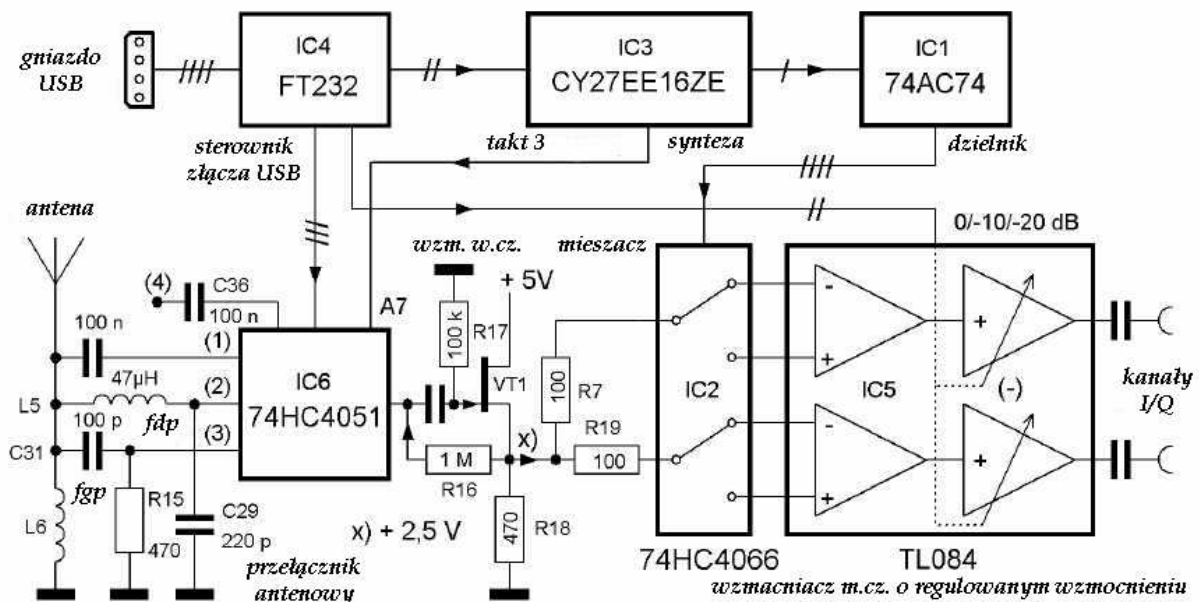 gniazdo
USB
IC4
FT232
IC3
CY27EE16ZE
IC1
74AC74
sterownik
złącza USB
takt 3
synteza
dzielnik
antena
wzm. w.cz.
mieszacz
0/-10/-20 dB
(4)
C36
100 n
A7
+ 5V
100 n
(1)
100 k
R17
VT1
47µH
(2)
L5
fdp
100 p
(3)
C31
fgp
IC6
74HC4051
100
R7
R19
100
x)
1 M
R16
IC2
-
+
-
+
IC5
+
(-)
+
kanały
I/Q
L6
R15
470
C29
220 p
x) + 2,5 V
470
R18
przełącznik
antenowy
74HC4066
TL084
wzmacniacz m.cz. o regulowanym wzmocnieniu